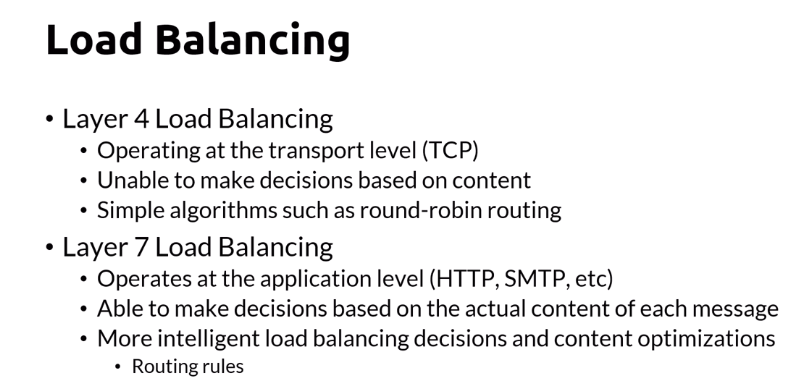 Load Balancing
• Layer 4 Load Balancing
• Operating at the transport level (TCP)
• Unable to make decisions based on content
• Simple algorithms such as round-robin routing
• Layer 7 Load Balancing
• Operates at the application level (HTTP, SMTP, etc)
• Able to make decisions based on the actual content of each message
• More intelligent load balancing decisions and content optimizations
• Routing rules